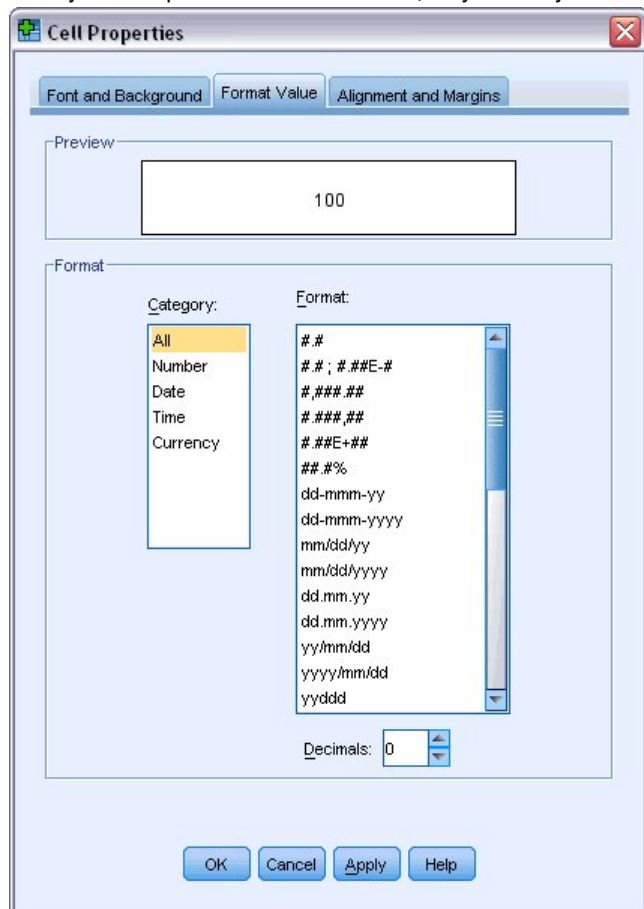 Cell Properties
Font and Background
Format Value
Alignment and Margins
Preview
100
Format
Category:
All
Number
Date
Time
Currency
Format:
#.#
#.# ; #.##E-#
#,###.##
#.###,##
#.##E+##
##.#%
dd-mmm-yy
dd-mmm-yyyy
mm/dd/yy
mm/dd/yyyy
dd.mm.yy
dd.mm.yyyy
yy/mm/dd
yyyy/mm/dd
yyddd
Decimals: 0
OK
Cancel
Apply
Help